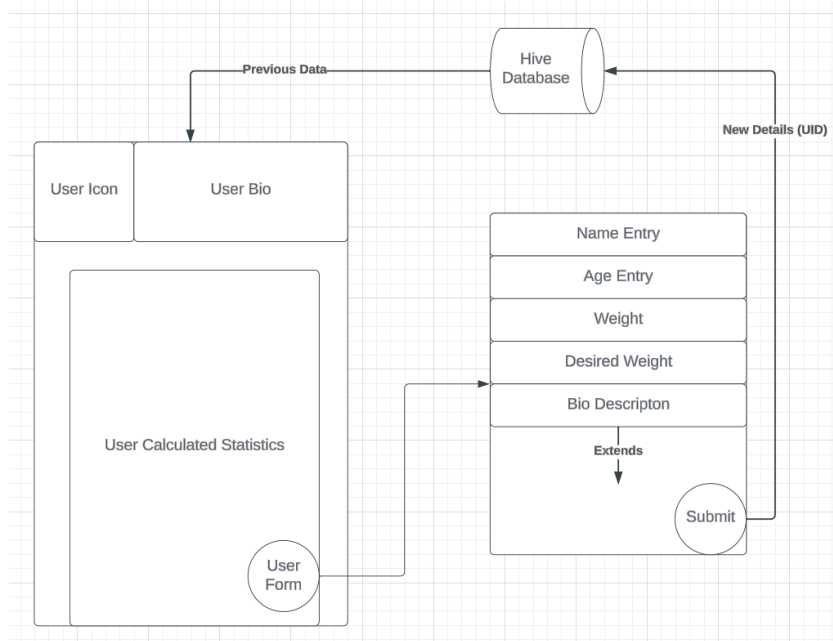 Hive
Database
Previous Data
New Details (UID)
User Icon
User Bio
Name Entry
Age Entry
Weight
Desired Weight
Bio Descripton
Extends
User Calculated Statistics
Submit
User
Form